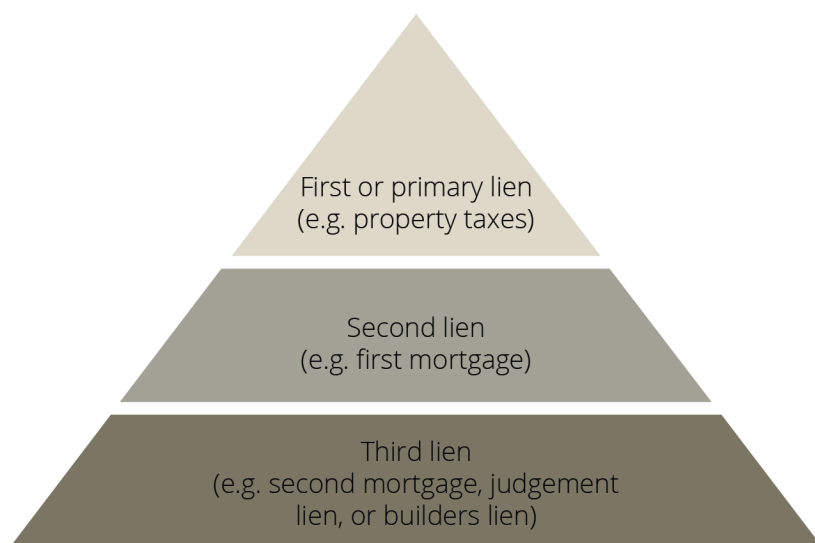 First or primary lien
(e.g. property taxes)
Second lien
(e.g. first mortgage)
Third lien
(e.g. second mortgage, judgement
lien, or builders lien)